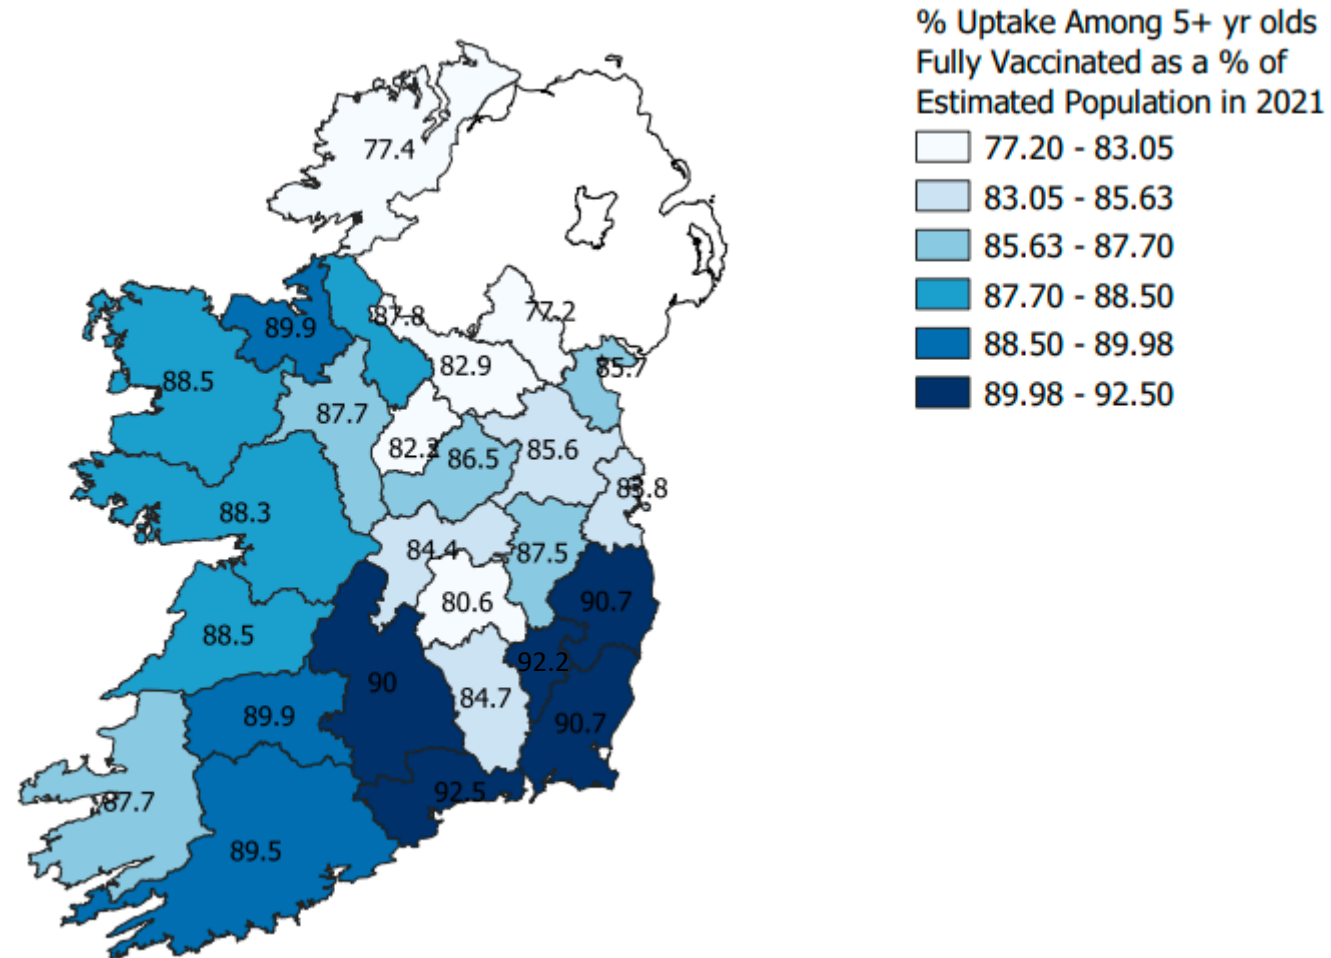 % Uptake Among 5+ yr olds
Fully Vaccinated as a % of
Estimated Population in 2021
77.20 - 83.05
83.05 - 85.63
85.63 - 87.70
87.70 - 88.50
88.50 - 89.98
89.98 - 92.50
77.4
77.2
87.8
89.9
82.9
85.7
88.5
87.7
82.2
86.5
85.6
83.8
88.3
84.4
87.5
80.6
90.7
88.5
92.2
90
84.7
89.9
90.7
92.5
87.7
89.5